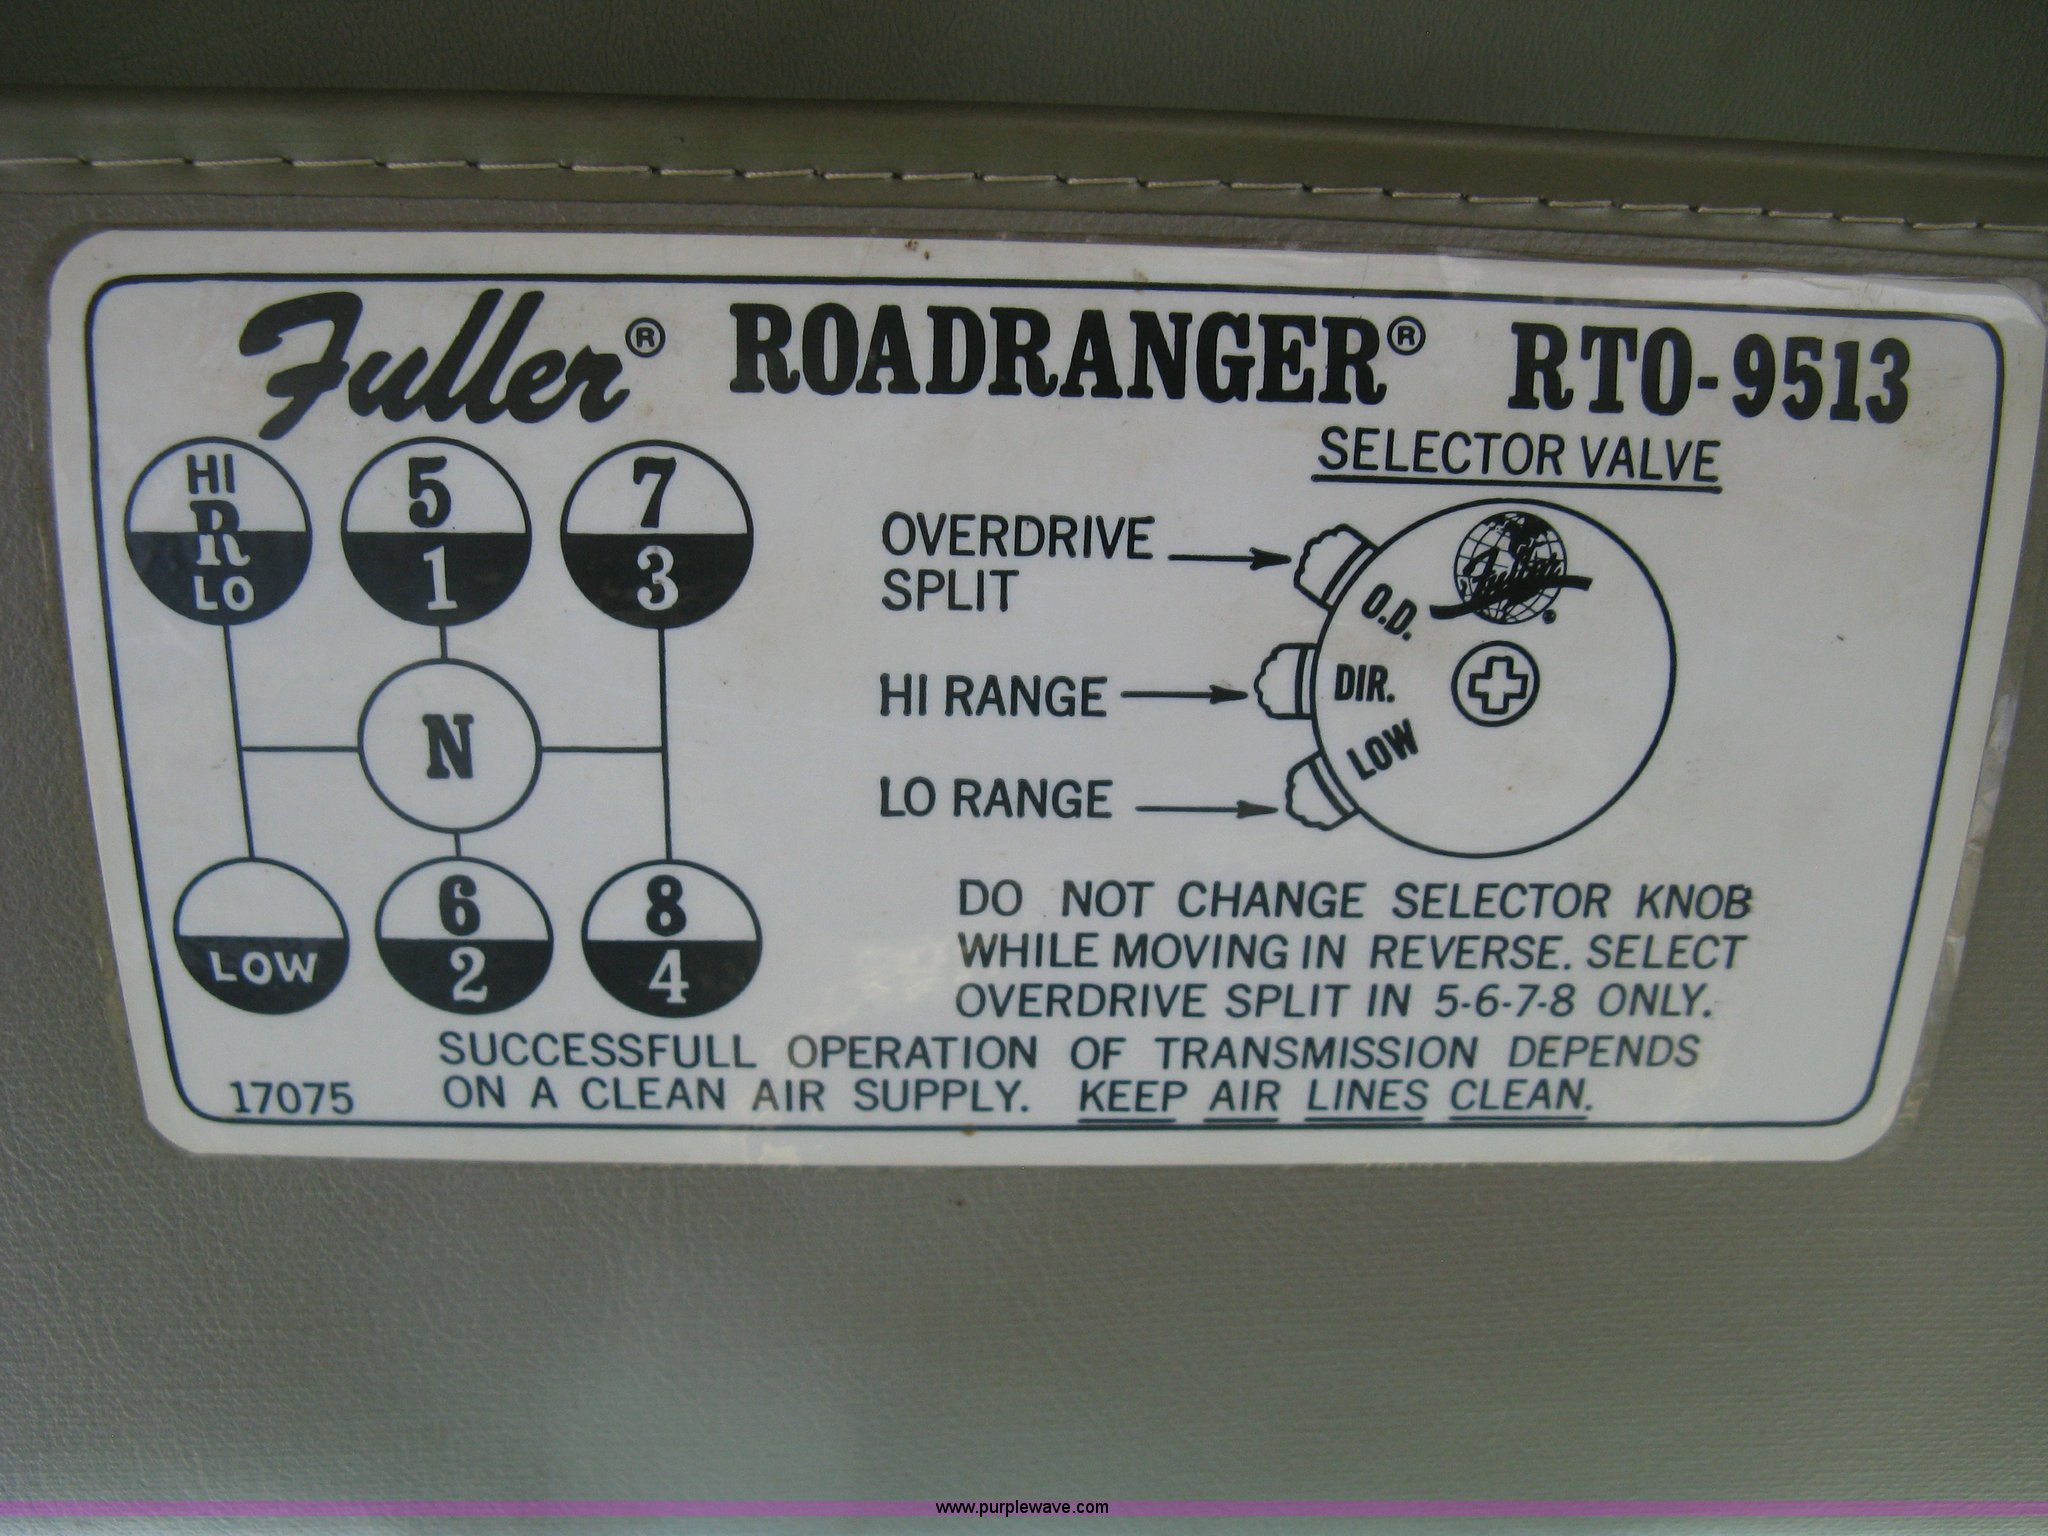 Fuller® ROADRANGER® RTO-9513
HI
R
LO
5
1
7
3
N
LOW
6
2
8
4
SELECTOR VALVE
OVERDRIVE
SPLIT
HI RANGE
LO RANGE
Fuller®
O.D.
DIR.
LOW
DO NOT CHANGE SELECTOR KNOB
WHILE MOVING IN REVERSE. SELECT
OVERDRIVE SPLIT IN 5-6-7-8 ONLY.
SUCCESSFULL OPERATION OF TRANSMISSION DEPENDS
ON A CLEAN AIR SUPPLY. KEEP AIR LINES CLEAN.
17075
www.purplewave.com